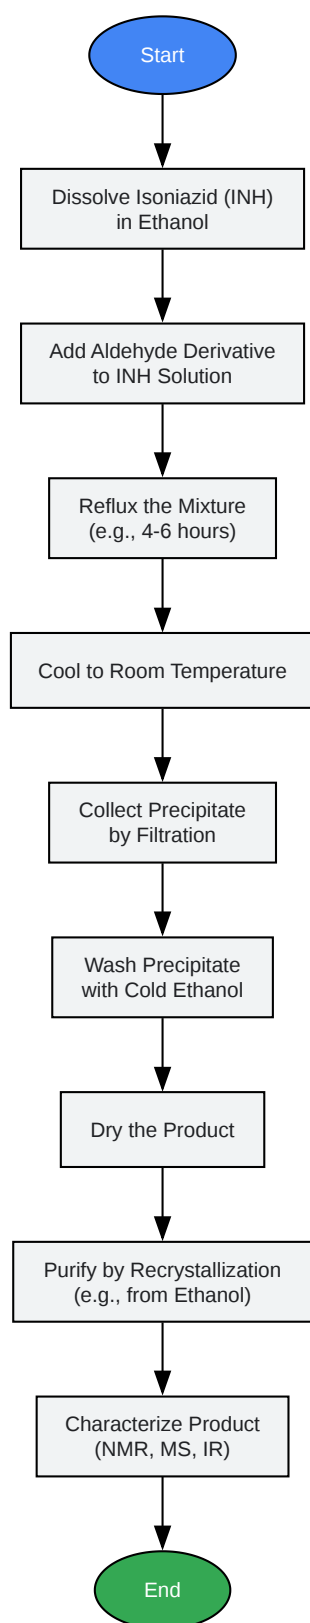 Start
Dissolve Isoniazid (INH)
in Ethanol
Add Aldehyde Derivative
to INH Solution
Reflux the Mixture
(e.g., 4-6 hours)
Cool to Room Temperature
Collect Precipitate
by Filtration
Wash Precipitate
with Cold Ethanol
Dry the Product
Purify by Recrystallization
(e.g., from Ethanol)
Characterize Product
(NMR, MS, IR)
End